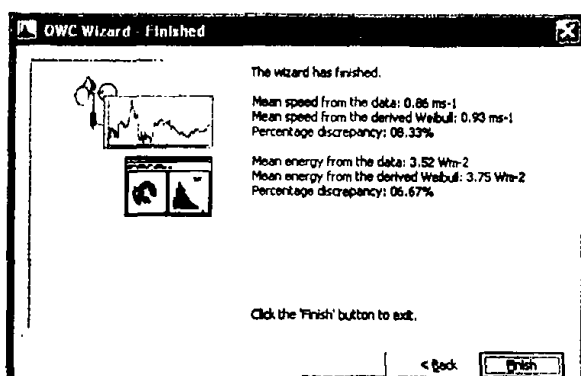 OWC Wizard - Finished
The wizard has finished.
Mean speed from the data: 0.86 ms-1
Mean speed from the derived Weibull: 0.93 ms-1
Percentage discrepancy: 08.33%
Mean energy from the data: 3.52 Wm-2
Mean energy from the derived Weibull: 3.75 Wm-2
Percentage discrepancy: 06.67%
Click the 'Finish' button to exit.
< Back
Finish